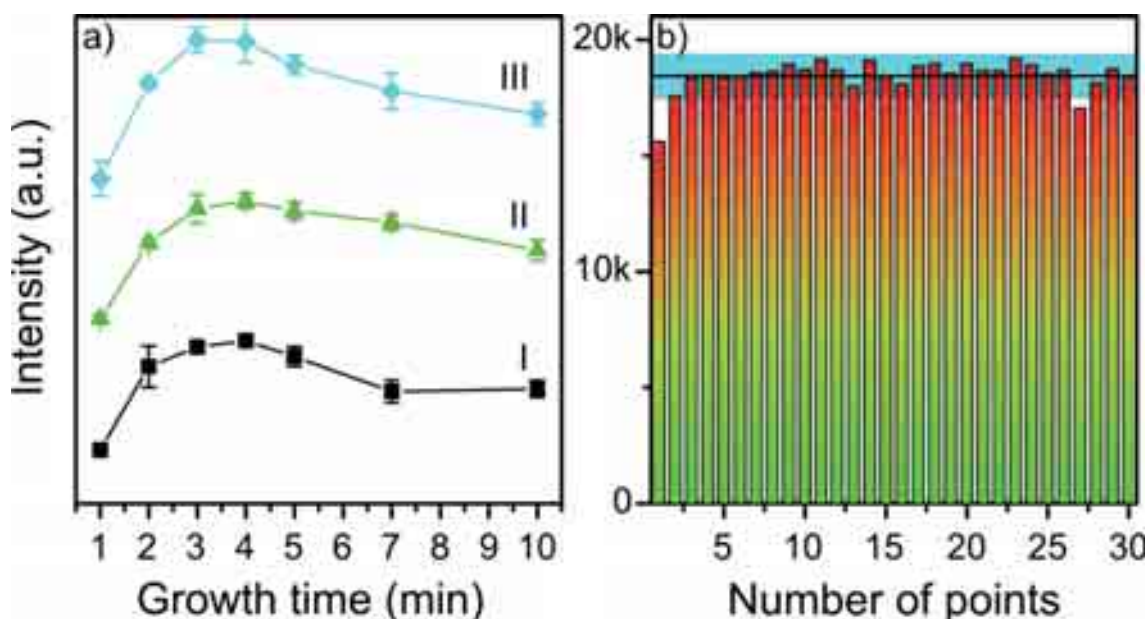 a)
III
II
I
Intensity (a.u.)
1 2 3 4 5 6 7 8 9 10
Growth time (min)
b)
20k
10k
0
5 10 15 20 25 30
Number of points